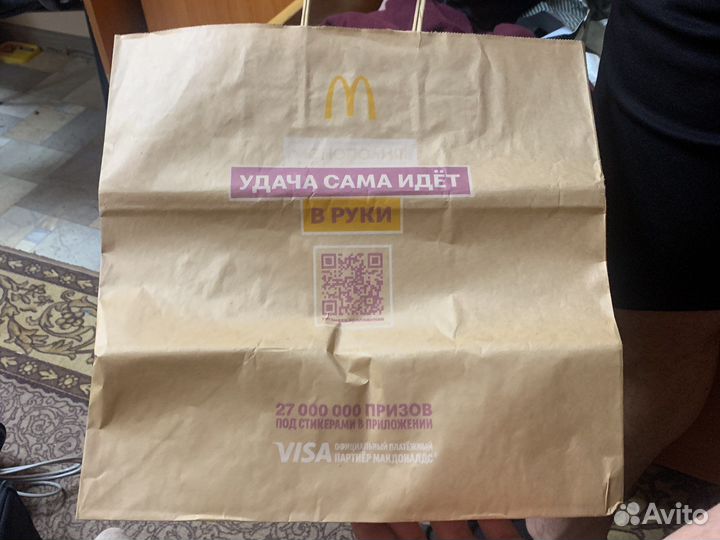 УДАЧА САМА ИДЁТ
В РУКИ
27 000 000 ПРИЗОВ
ПОД СТИКЕРАМИ В ПРИЛОЖЕНИИ
VISA ОФИЦИАЛЬНЫЙ ПЛАТЁЖНЫЙ
ПАРТНЁР МАКДОНАЛДС®
Avito